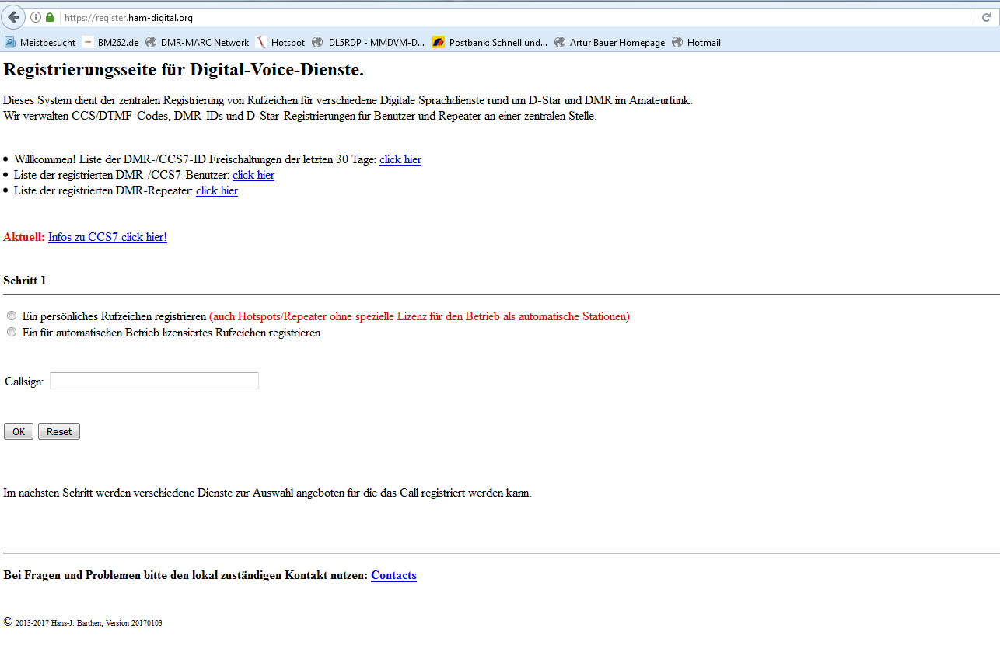 https://register.ham-digital.org
Meistbesucht BM262.de DMR-MARC Network Hotspot DL5RDP - MMDVM-D... Postbank: Schnell und... Artur Bauer Homepage Hotmail
Registrierungsseite für Digital-Voice-Dienste.
Dieses System dient der zentralen Registrierung von Rufzeichen für verschiedene Digitale Sprachdienste rund um D-Star und DMR im Amateurfunk.
Wir verwalten CCS/DTMF-Codes, DMR-IDs und D-Star-Registrierungen für Benutzer und Repeater an einer zentralen Stelle.
• Willkommen! Liste der DMR-/CCS7-ID Freischaltungen der letzten 30 Tage: click hier
• Liste der registrierten DMR-/CCS7-Benutzer: click hier
• Liste der registrierten DMR-Repeater: click hier
Aktuell: Infos zu CCS7 click hier!
Schritt 1
Ein persönliches Rufzeichen registrieren (auch Hotspots/Repeater ohne spezielle Lizenz für den Betrieb als automatische Stationen)
Ein für automatischen Betrieb lizensiertes Rufzeichen registrieren.
Callsign:
OK Reset
Im nächsten Schritt werden verschiedene Dienste zur Auswahl angeboten für die das Call registriert werden kann.
Bei Fragen und Problemen bitte den lokal zuständigen Kontakt nutzen: Contacts
© 2013-2017 Hans-J. Barthen, Version 20170103